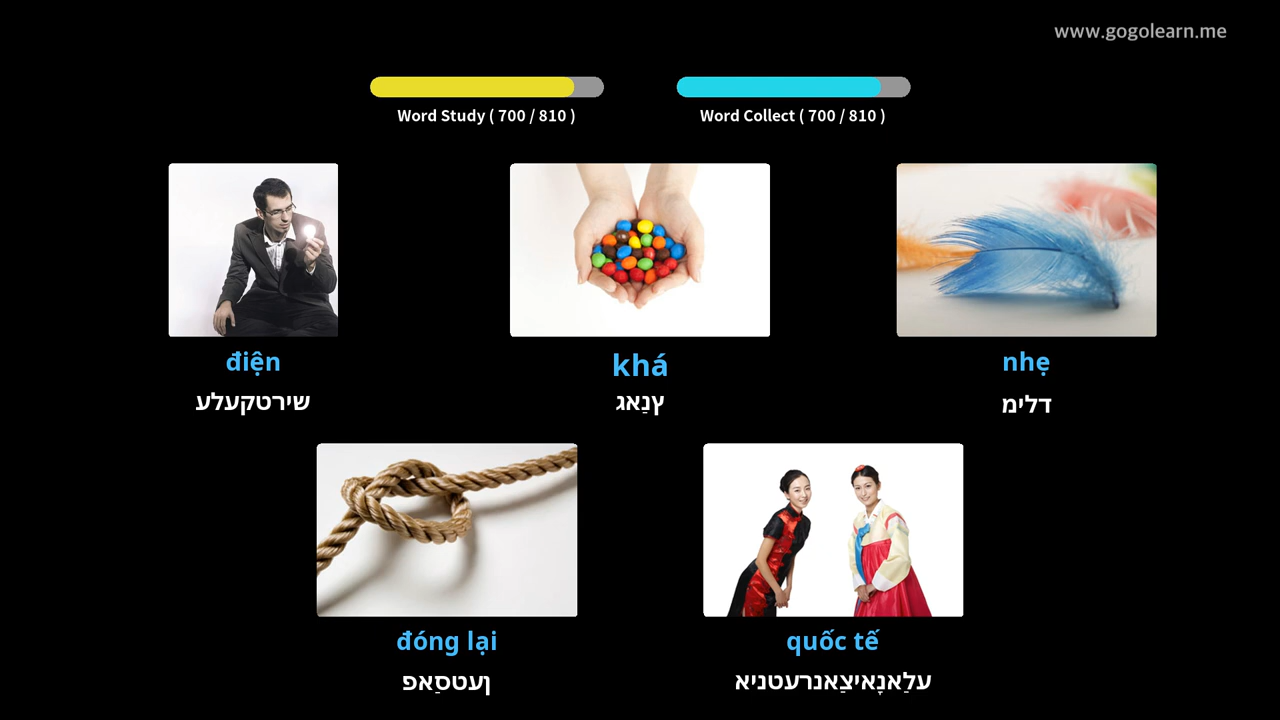 www.gogolearn.me
Word Study ( 700 / 810 )
Word Collect ( 700 / 810 )
điện
שירטקעלע
khá
ץנַאג
nhẹ
דלימ
đóng lại
ןעטסַאפ
quốc tế
עלַאנָאיצַאנרעטניא